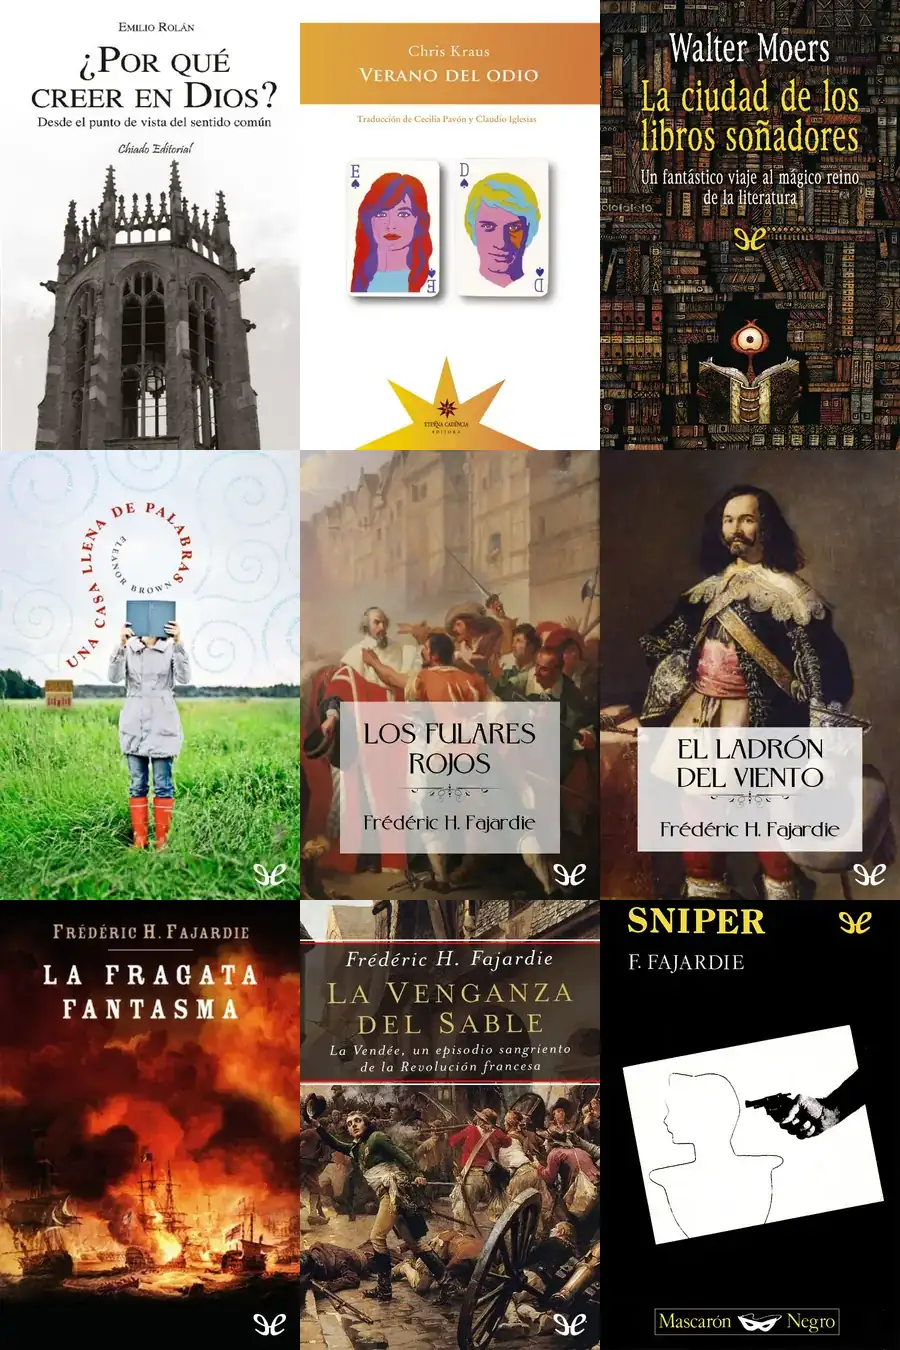 EMILIO ROLÁN
¿POR QUÉ
CREER EN DIOS?
Desde el punto de vista del sentido común
Chiado Editorial
Chris Kraus
VERANO DEL ODIO
Traducción de Cecilia Pavón y Claudio Iglesias
E
E
D
D
ETERNA CADENCIA
EDITORA
Walter Moers
La ciudad de los
libros soñadores
Un fantástico viaje al mágico reino
de la literatura
UNA CASA LLENA DE PALABRAS
ELEANOR BROWN
LOS FULARES
ROJOS
Frédéric H. Fajardie
EL LADRÓN
DEL VIENTO
Frédéric H. Fajardie
FRÉDÉRIC H. FAJARDIE
LA FRAGATA
FANTASMA
Frédéric H. Fajardie
LA VENGANZA
DEL SABLE
La Vendée, un episodio sangriento
de la Revolución francesa
SNIPER
F. FAJARDIE
Mascarón Negro